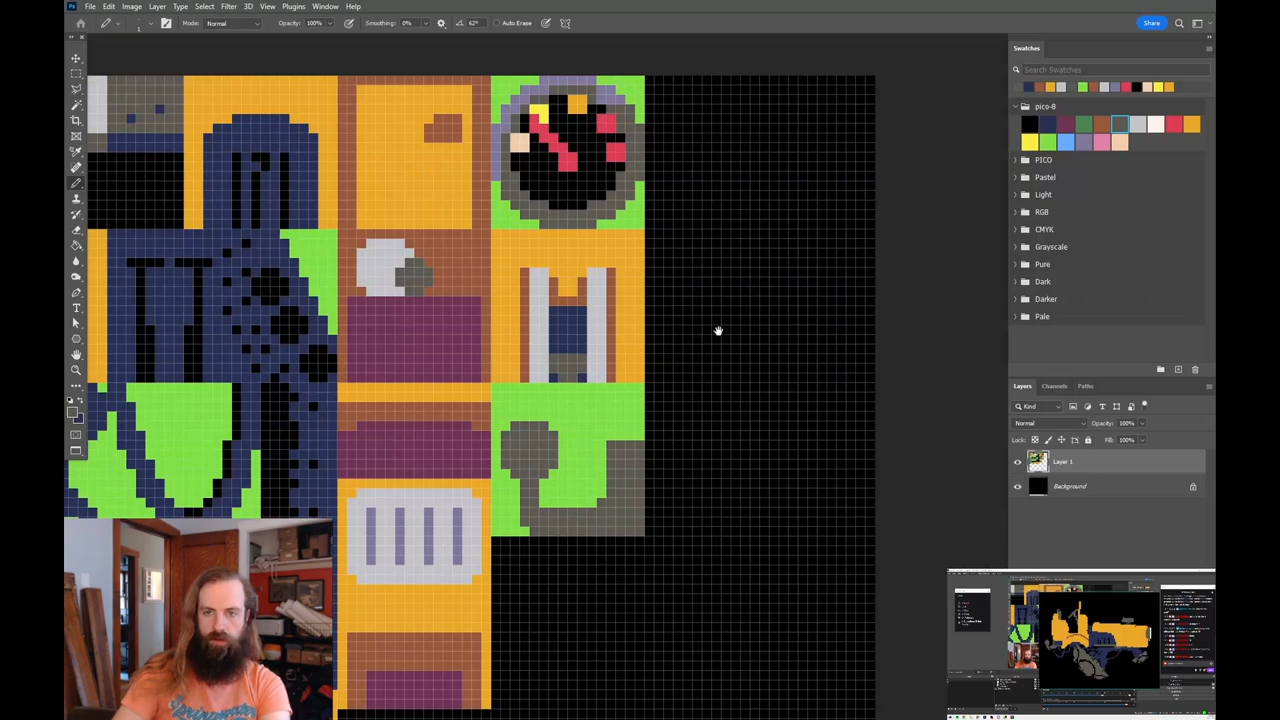 File Edit Image Layer Type Select Filter 3D View Plugins Window Help
1 Mode: Normal Opacity: 100% Smoothing: 0% 62° Auto Erase Share
Swatches
Search Swatches
pico-8
PICO
Pastel
Light
RGB
CMYK
Grayscale
Pure
Dark
Darker
Pale
Layers Channels Paths
Kind
Normal Opacity: 100%
Lock: Fill: 100%
Layer 1
Background